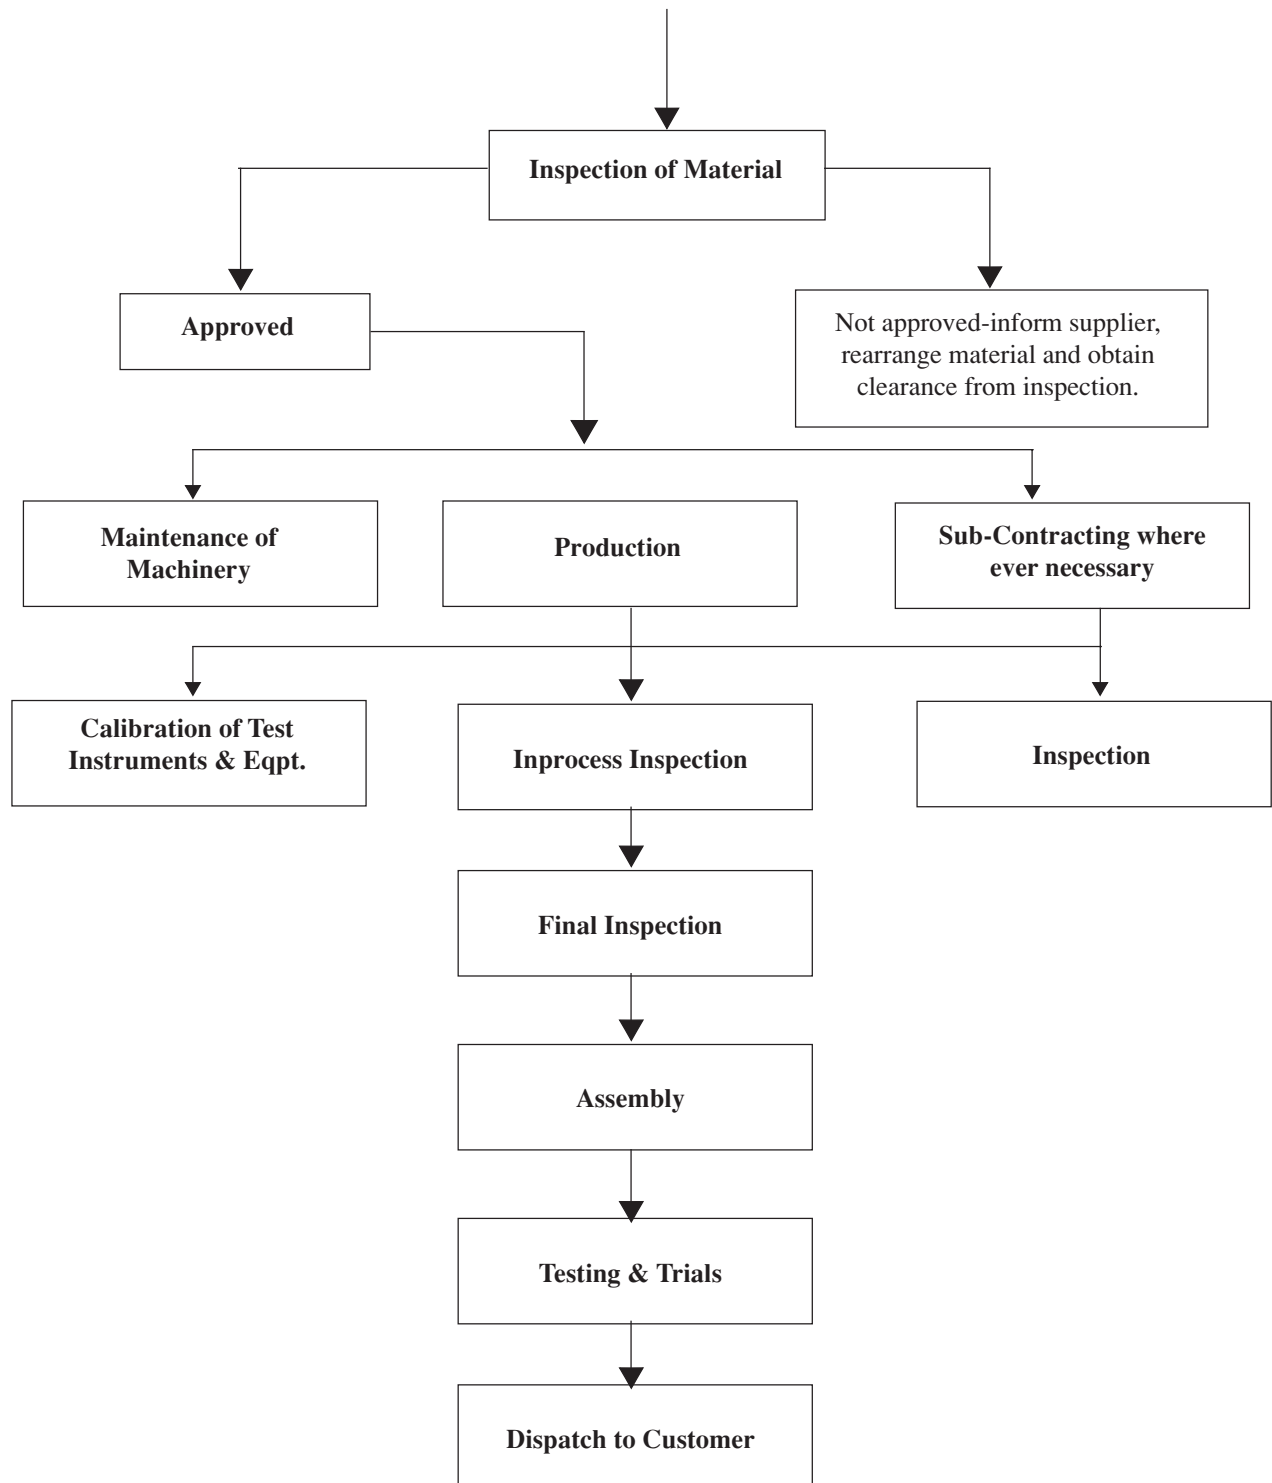 Inspection of Material
Approved
Not approved-inform supplier,
rearrange material and obtain
clearance from inspection.
Maintenance of
Machinery
Production
Sub-Contracting where
ever necessary
Calibration of Test
Instruments & Eqpt.
Inprocess Inspection
Inspection
Final Inspection
Assembly
Testing & Trials
Dispatch to Customer